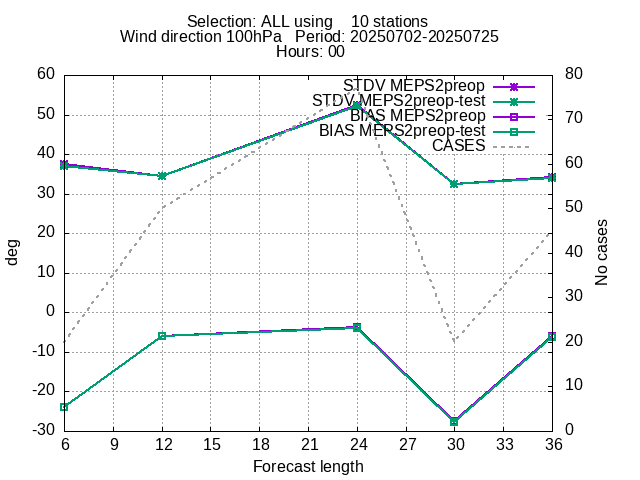 Selection: ALL using    10 stations
Wind direction 100hPa   Period: 20250702-20250725
Hours: 00
STDV MEPS2preop
STDV MEPS2preop-test
BIAS MEPS2preop
BIAS MEPS2preop-test
CASES
60
50
40
30
20
10
0
-10
-20
-30
deg
80
70
60
50
40
30
20
10
0
No cases
6 9 12 15 18 21 24 27 30 33 36
Forecast length